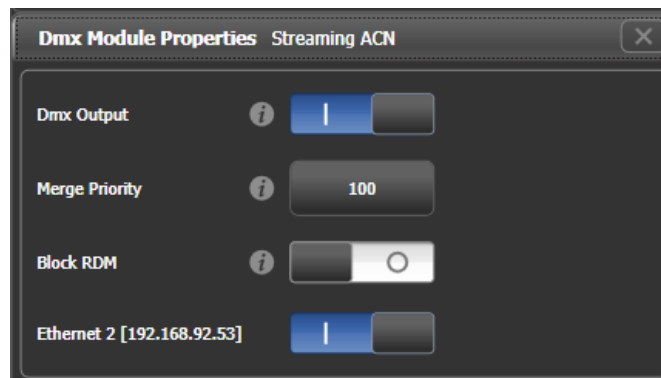 Dmx Module Properties Streaming ACN
Dmx Output
Merge Priority 100
Block RDM
Ethernet 2 [192.168.92.53]